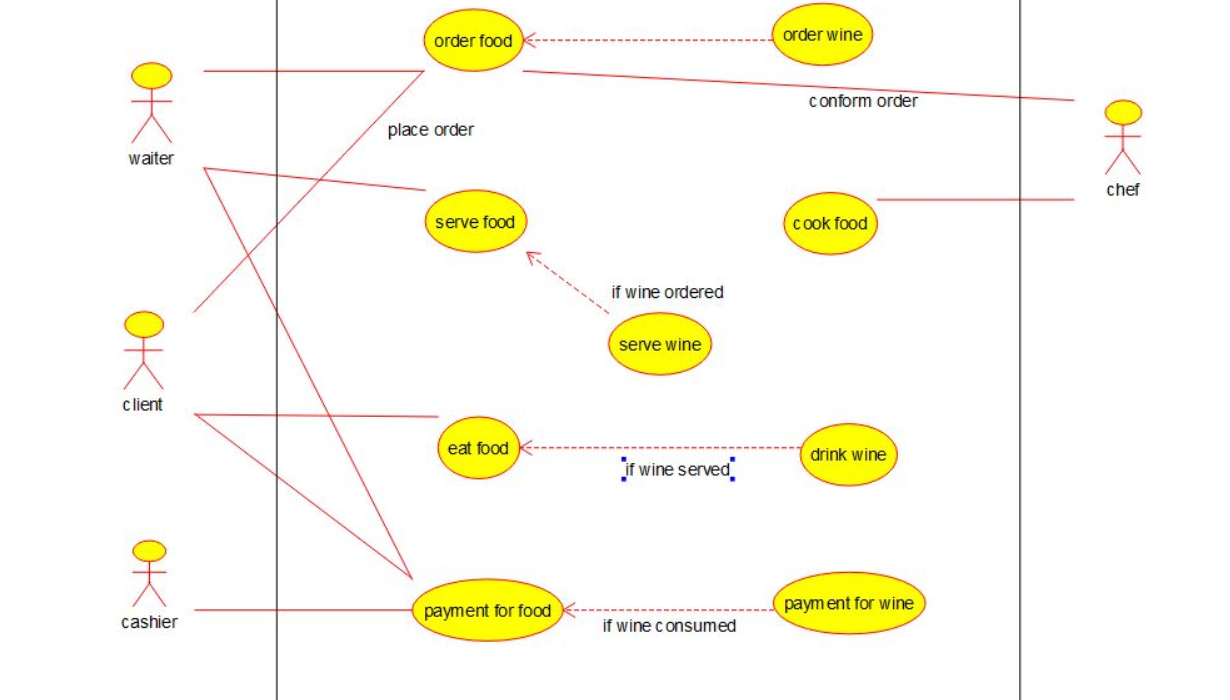 order food
order wine
conform order
place order
waiter
chef
serve food
cook food
if wine ordered
serve wine
client
eat food
drink wine
if wine served
payment for food
payment for wine
cashier
if wine consumed